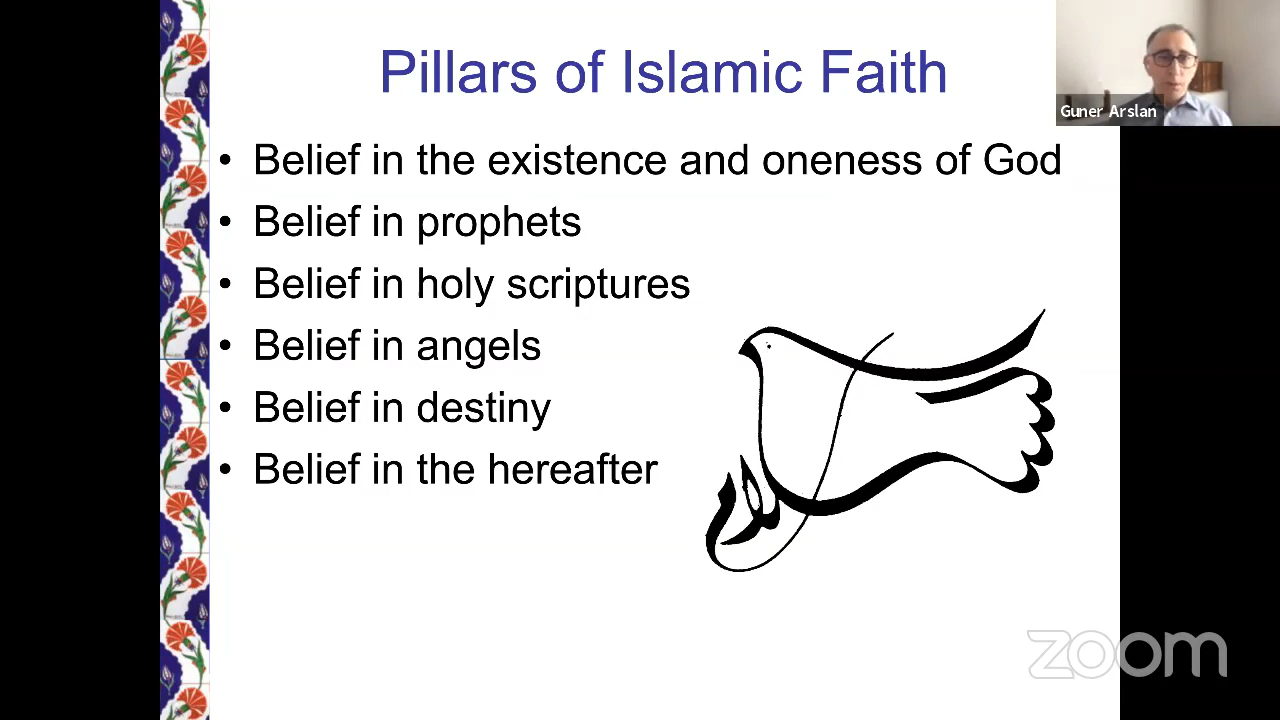 Pillars of Islamic Faith
Guner Arslan
• Belief in the existence and oneness of God
• Belief in prophets
• Belief in holy scriptures
• Belief in angels
• Belief in destiny
• Belief in the hereafter
سلام
zoom